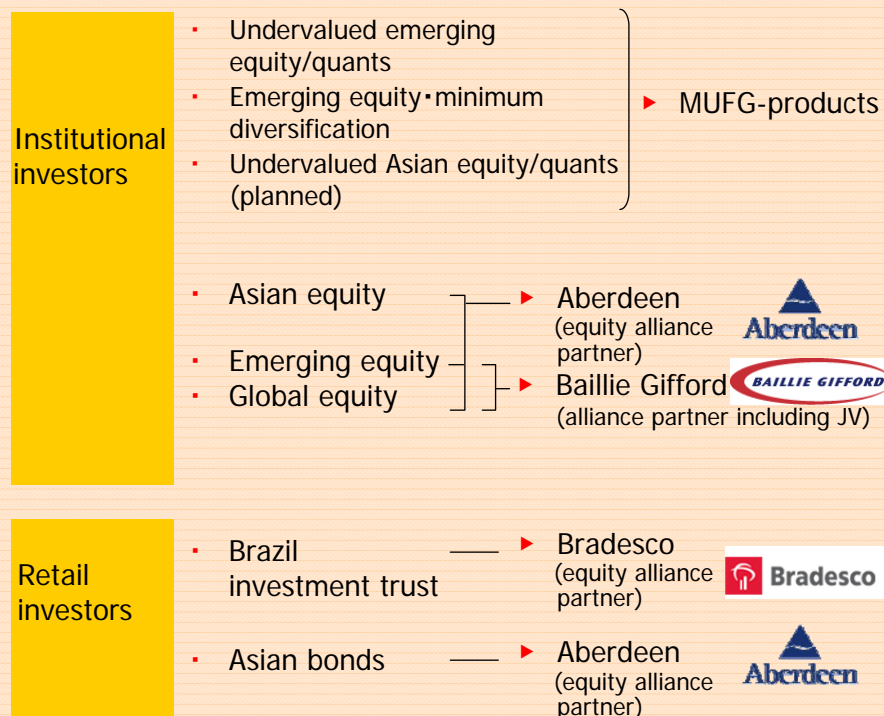 Institutional
investors
▪ Undervalued emerging
equity/quants
▪ Emerging equity▪minimum
diversification
▪ Undervalued Asian equity/quants
(planned)
▶ MUFG-products
▪ Asian equity
▪ Emerging equity
▪ Global equity
▶ Aberdeen
(equity alliance
partner)
Aberdeen
▶ Baillie Gifford
(alliance partner including JV)
BAILLIE GIFFORD
Retail
investors
▪ Brazil
investment trust
▶ Bradesco
(equity alliance
partner)
Bradesco
▪ Asian bonds
▶ Aberdeen
(equity alliance
partner)
Aberdeen